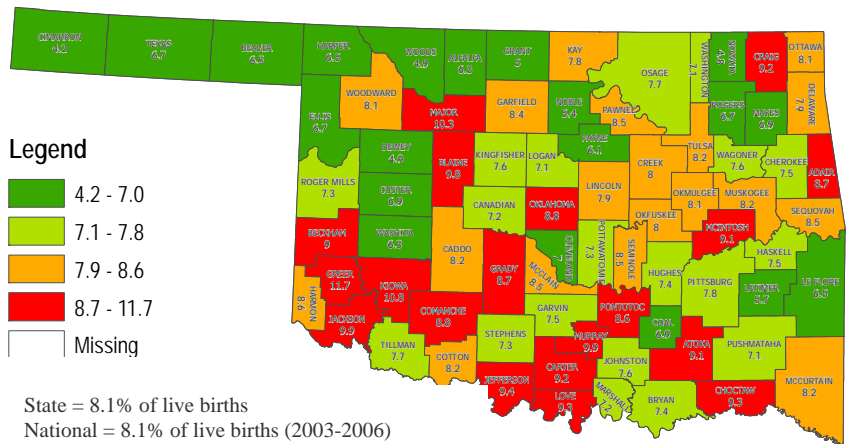 CIMARRON
4.2
TEXAS
6.7
BEAVER
6.3
HARPER
6.5
WOODS
4.9
ALFALFA
6.3
GRANT
5
KAY
7.8
OSAGE
7.7
WASHINGTON
7.1
NOWATA
4.5
CRAIG
9.2
OTTAWA
8.1
WOODWARD
8.1
ELLIS
6.7
MAJOR
10.3
GARFIELD
8.4
NOBLE
5.4
PAWNEE
8.5
ROGERS
6.7
MAYES
6.9
DELAWARE
7.9
PAYNE
6.1
DEWEY
4.9
BLAINE
9.8
KINGFISHER
7.6
LOGAN
7.1
CREEK
8
TULSA
8.2
WAGONER
7.6
CHEROKEE
7.5
ADAIR
8.7
Legend
4.2 - 7.0
7.1 - 7.8
7.9 - 8.6
8.7 - 11.7
Missing
ROGER MILLS
7.3
CUSTER
6.9
CANADIAN
7.2
OKLAHOMA
8.8
LINCOLN
7.9
OKMULGEE
8.1
MUSKOGEE
8.2
SEQUOYAH
8.5
BECKHAM
9
WASHITA
6.3
CADDO
8.2
GRADY
8.7
CLEVELAND
7
POTTAWATOMIE
7.3
SEMINOLE
8.5
OKFUSKEE
8
MCINTOSH
9.1
HASKELL
7.5
GREER
11.7
KIOWA
10.8
HARMON
8.6
JACKSON
9.9
COMANCHE
8.8
MCCLAIN
8.5
HUGHES
7.4
PITTSBURG
7.8
LATIMER
5.7
LE FLORE
6.5
GARVIN
7.5
PONTOTOC
8.6
COAL
6.9
TILLMAN
7.7
COTTON
8.2
STEPHENS
7.3
MURRAY
9.9
JOHNSTON
7.6
ATOKA
9.1
PUSHMATAHA
7.1
MCCURTAIN
8.2
JEFFERSON
9.4
CARTER
9.2
LOVE
9.3
MARSHALL
7.2
BRYAN
7.4
CHOCTAW
9.3
State = 8.1% of live births
National = 8.1% of live births (2003-2006)